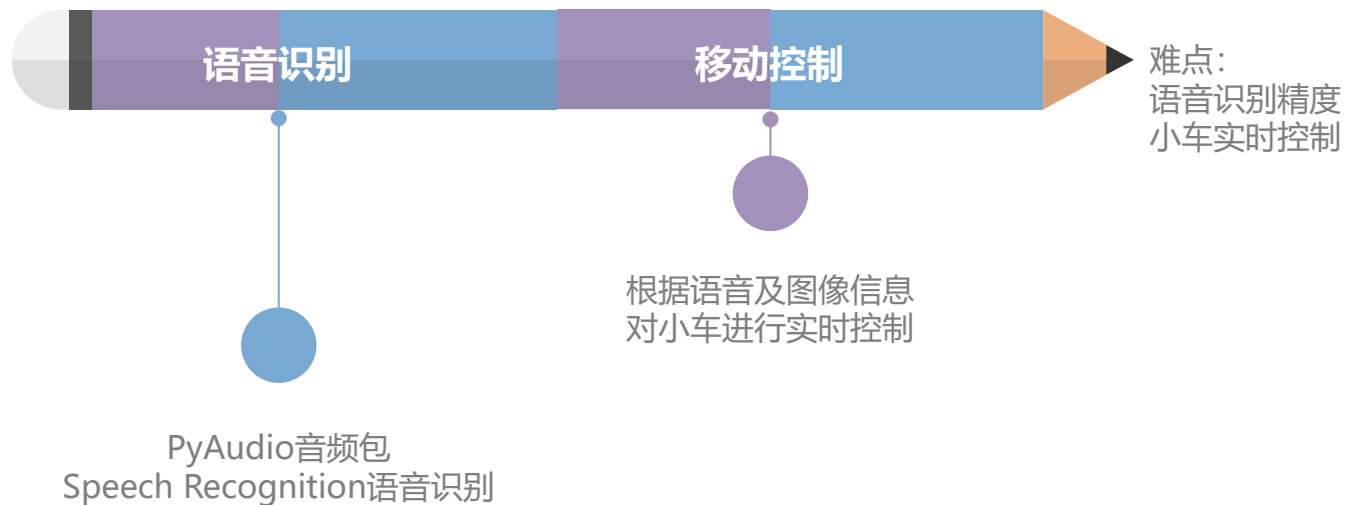 语音识别
移动控制
难点：
语音识别精度
小车实时控制
根据语音及图像信息
对小车进行实时控制
PyAudio音频包
Speech Recognition语音识别